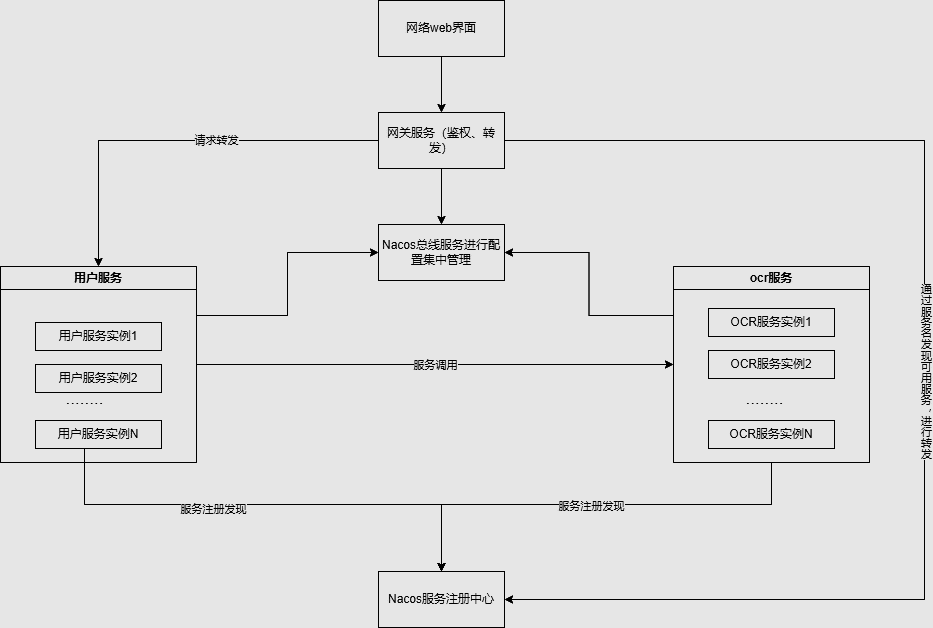 网络web界面
网关服务（鉴权、转
发）
请求转发
Nacos总线服务进行配
置集中管理
用户服务
用户服务实例1
用户服务实例2
........
用户服务实例N
ocr服务
OCR服务实例1
OCR服务实例2
........
OCR服务实例N
服务调用
通过服务名发现可用服务，进行转发
服务注册发现
服务注册发现
Nacos服务注册中心